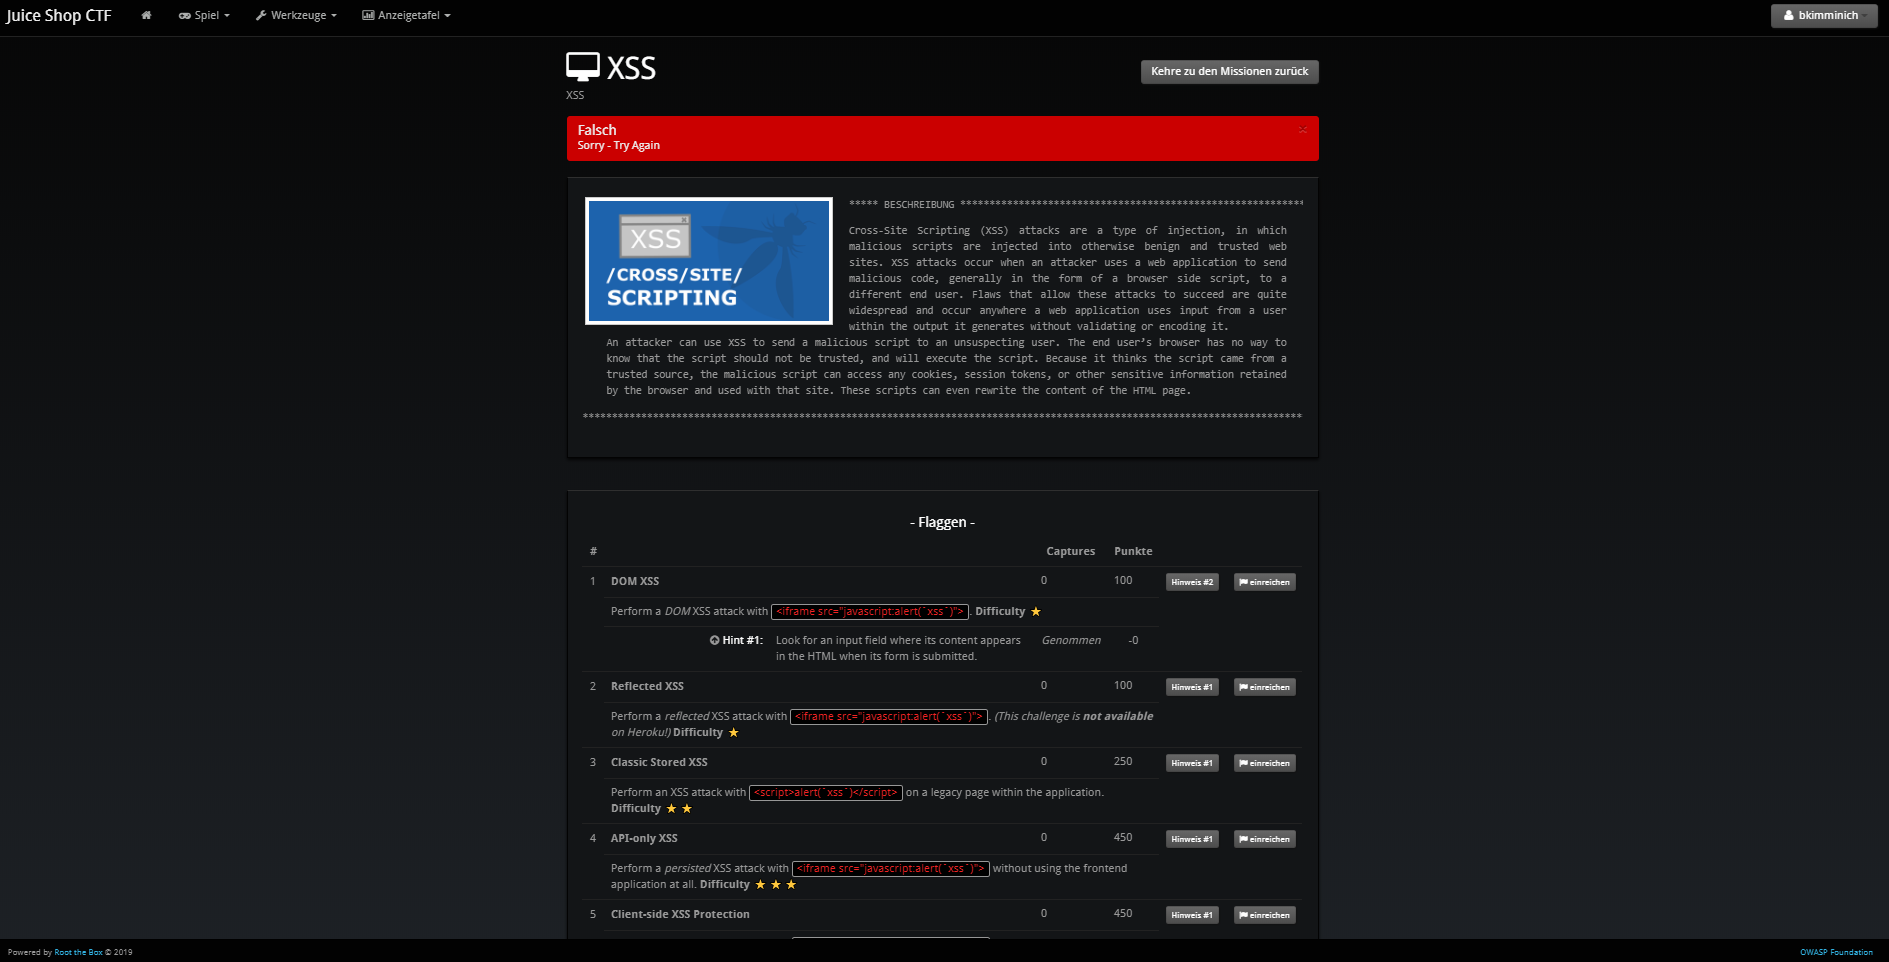 Juice Shop CTF
Spiel
Werkzeuge
Anzeigetafel
bkimminich
XSS
Kehre zu den Missionen zurück
XSS
Falsch
×
Sorry - Try Again
XSS
/CROSS/SITE/
SCRIPTING
***** BESCHREIBUNG ***********************************************************
Cross-Site Scripting (XSS) attacks are a type of injection, in which
malicious scripts are injected into otherwise benign and trusted web
sites. XSS attacks occur when an attacker uses a web application to send
malicious code, generally in the form of a browser side script, to a
different end user. Flaws that allow these attacks to succeed are quite
widespread and occur anywhere a web application uses input from a user
within the output it generates without validating or encoding it.
An attacker can use XSS to send a malicious script to an unsuspecting user. The end user’s browser has no way to
know that the script should not be trusted, and will execute the script. Because it thinks the script came from a
trusted source, the malicious script can access any cookies, session tokens, or other sensitive information retained
by the browser and used with that site. These scripts can even rewrite the content of the HTML page.
***************************************************************************************************************************
- Flaggen -
# Captures Punkte
1 DOM XSS 0 100 Hinweis #2 einreichen
Perform a DOM XSS attack with <iframe src="javascript:alert(`xss`)">. Difficulty ★
Hint #1: Look for an input field where its content appears Genommen -0
in the HTML when its form is submitted.
2 Reflected XSS 0 100 Hinweis #1 einreichen
Perform a reflected XSS attack with <iframe src="javascript:alert(`xss`)">. (This challenge is not available
on Heroku!) Difficulty ★
3 Classic Stored XSS 0 250 Hinweis #1 einreichen
Perform an XSS attack with <script>alert(`xss`)</script> on a legacy page within the application.
Difficulty ★ ★
4 API-only XSS 0 450 Hinweis #1 einreichen
Perform a persisted XSS attack with <iframe src="javascript:alert(`xss`)"> without using the frontend
application at all. Difficulty ★ ★ ★
5 Client-side XSS Protection 0 450 Hinweis #1 einreichen
Powered by Root the Box © 2019
OWASP Foundation